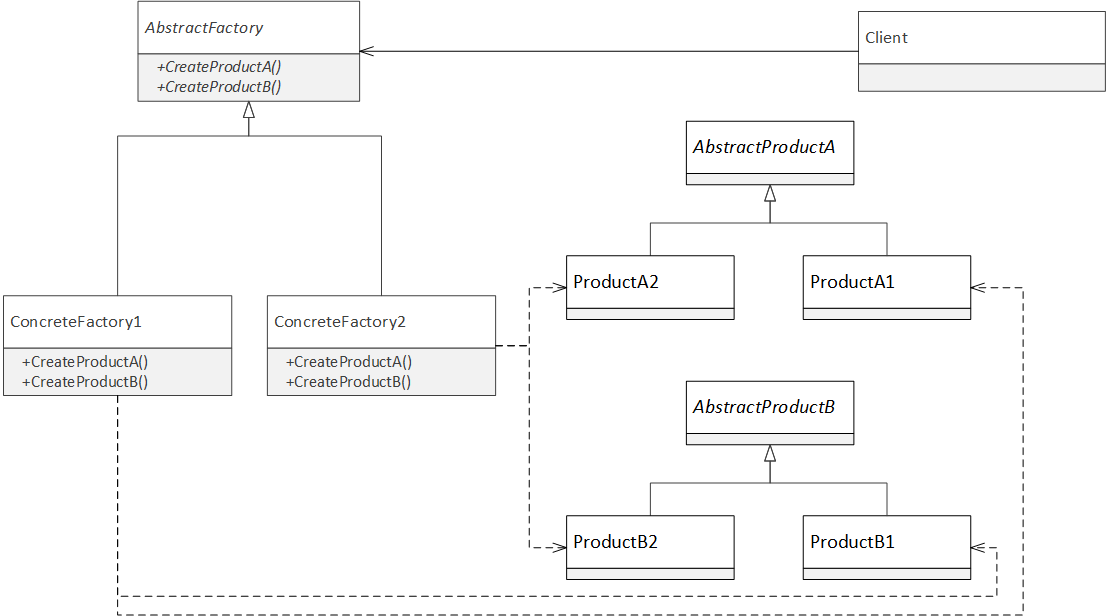 AbstractFactory
+CreateProductA()
+CreateProductB()
Client
AbstractProductA
ProductA2
ProductA1
ConcreteFactory1
+CreateProductA()
+CreateProductB()
ConcreteFactory2
+CreateProductA()
+CreateProductB()
AbstractProductB
ProductB2
ProductB1